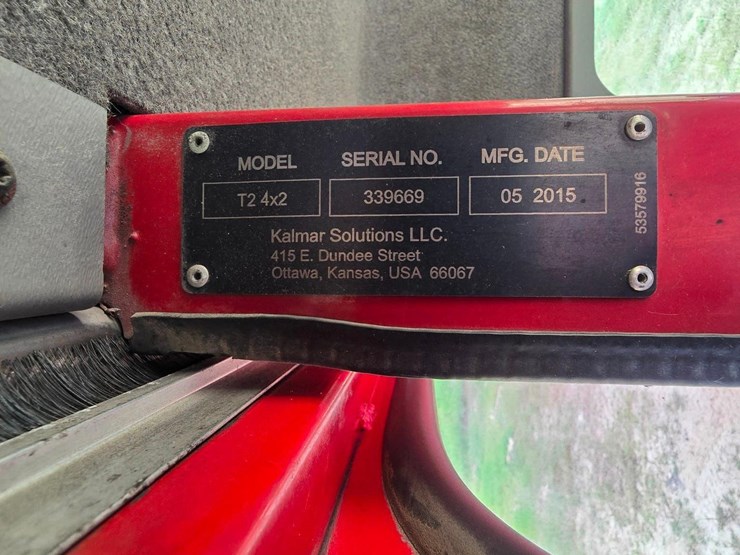 MODEL SERIAL NO. MFG. DATE
T2 4x2 339669 05 2015
Kalmar Solutions LLC.
415 E. Dundee Street
Ottawa, Kansas, USA 66067
53579916